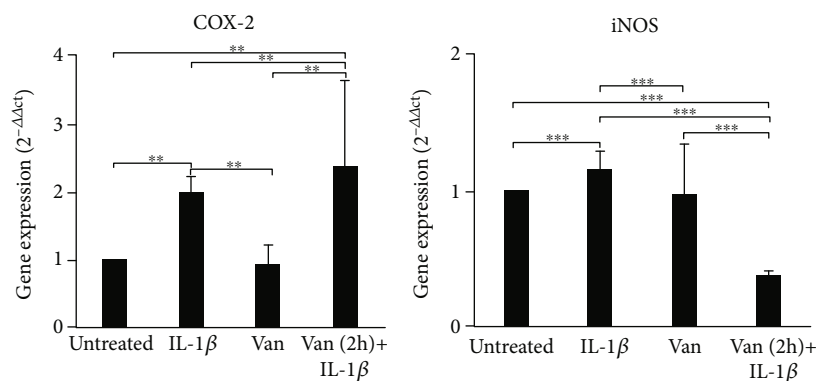 COX-2
Gene expression (2^−ΔΔct)
4
3
2
1
0
**
**
**
**
**
Untreated
IL-1β
Van
Van (2h)+
IL-1β
iNOS
Gene expression (2^−ΔΔct)
2
1
0
***
***
***
***
***
Untreated
IL-1β
Van
Van (2h)+
IL-1β